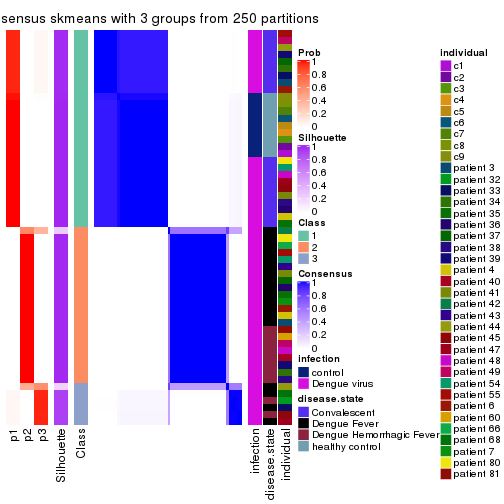 sensus skmeans with 3 groups from 250 partitions
p1
p2
p3
Silhouette
Class
infection
disease.state
individual
Prob
1
0.8
0.6
0.4
0.2
0
Silhouette
1
0.8
0.6
0.4
0.2
0
Class
1
2
3
Consensus
1
0.8
0.6
0.4
0.2
0
infection
control
Dengue virus
disease.state
Convalescent
Dengue Fever
Dengue Hemorrhagic Fever
healthy control
individual
c1
c2
c3
c4
c5
c6
c7
c8
c9
patient 3
patient 32
patient 33
patient 34
patient 35
patient 36
patient 37
patient 38
patient 39
patient 4
patient 40
patient 41
patient 42
patient 43
patient 44
patient 45
patient 47
patient 48
patient 49
patient 54
patient 55
patient 6
patient 60
patient 66
patient 68
patient 7
patient 80
patient 81